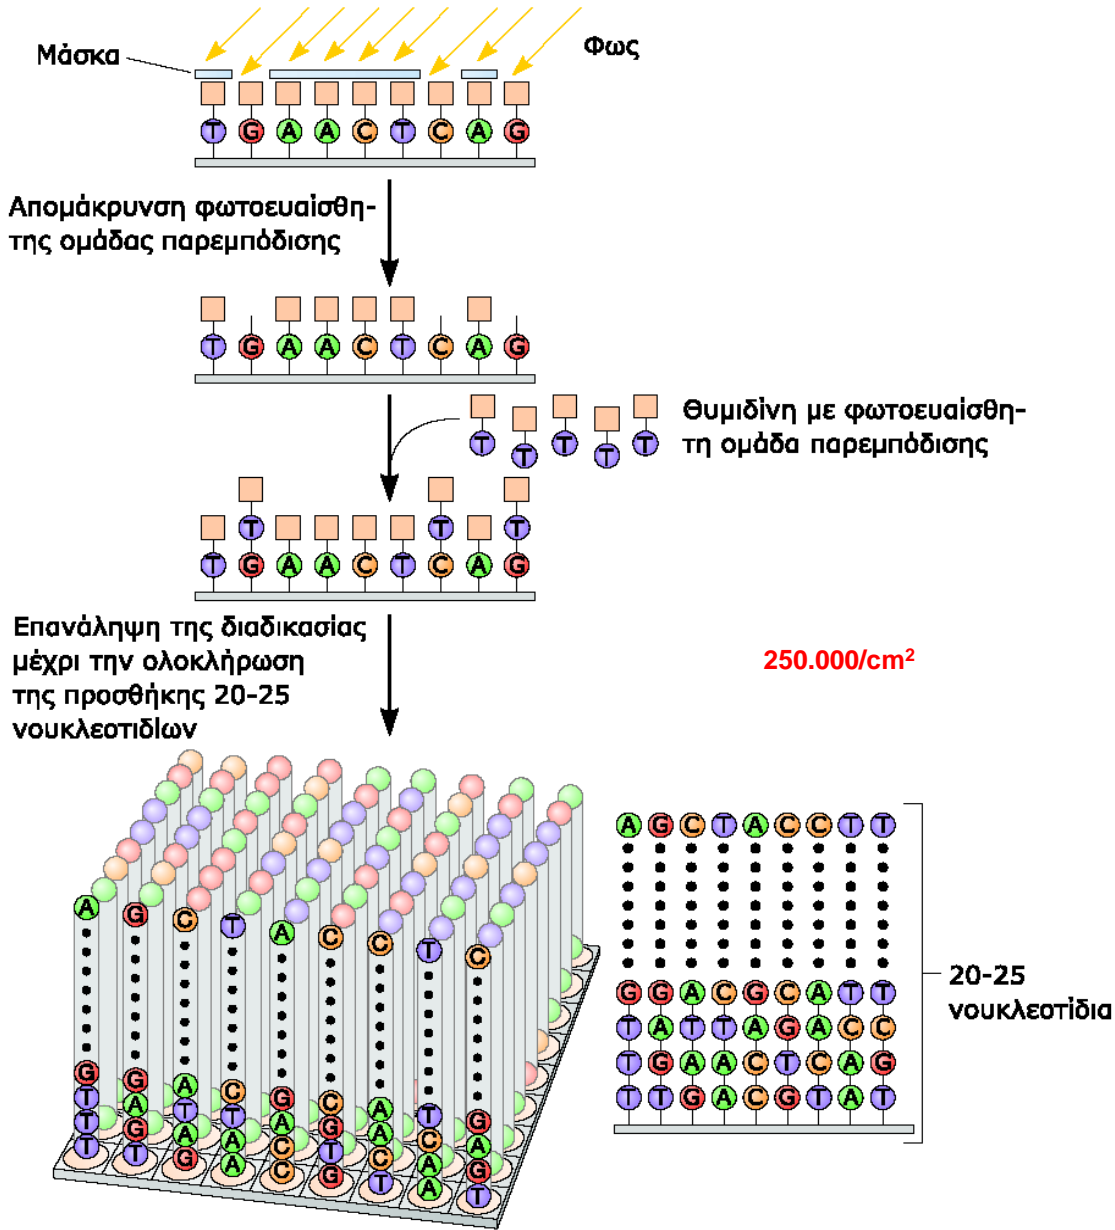 Μάσκα
Φως
T G A A C T C A G
Απομάκρυνση φωτοευαίσθη-
της ομάδας παρεμπόδισης
T G A A C T C A G
T T T T T
Θυμιδίνη με φωτοευαίσθη-
τη ομάδα παρεμπόδισης
T T T
T G A A C T C A G
Επανάληψη της διαδικασίας
μέχρι την ολοκλήρωση
της προσθήκης 20-25
νουκλεοτιδίων
250.000/cm²
A G C T A C C T C
G G A C G C A T G
T A T T A G A C A
T G A A C T C A G
T T G A C G T A T
A G C T A C C T T
G G A C G C A T T
T A T T A G A C C
T G A A C T C A G
T T G A C G T A T
20-25
νουκλεοτίδια